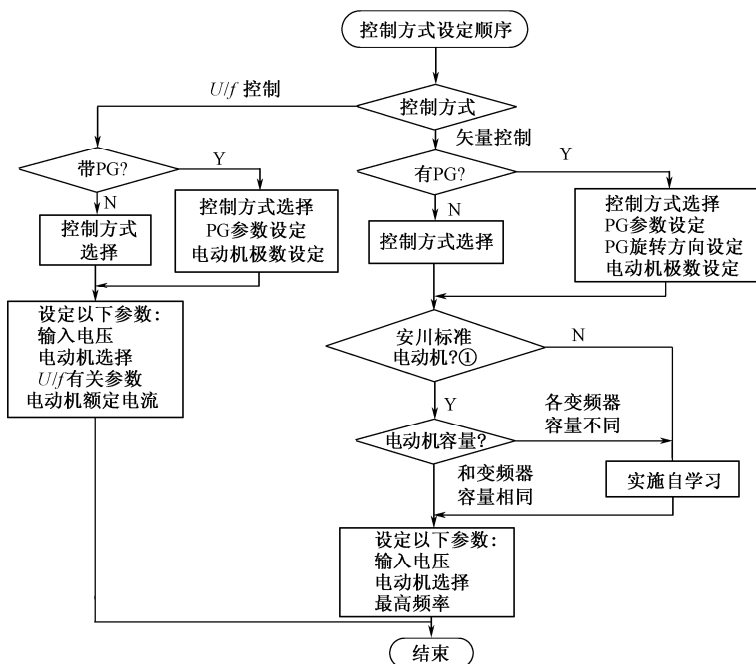 控制方式设定顺序
U/f 控制
控制方式
矢量控制
带PG?
Y
N
有PG?
Y
N
控制方式
选择
控制方式选择
PG参数设定
电动机极数设定
控制方式选择
控制方式选择
PG参数设定
PG旋转方向设定
电动机极数设定
设定以下参数:
输入电压
电动机选择
U/f有关参数
电动机额定电流
安川标准
电动机?①
N
Y
电动机容量?
各变频器
容量不同
和变频器
容量相同
实施自学习
设定以下参数:
输入电压
电动机选择
最高频率
结束